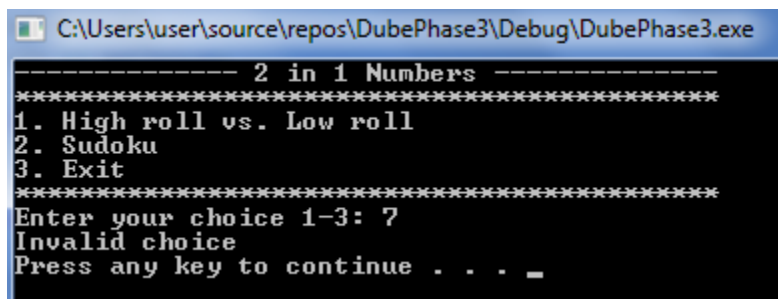 C:\Users\user\source\repos\DubePhase3\Debug\DubePhase3.exe
-------------- 2 in 1 Numbers --------------
********************************************
1. High roll vs. Low roll
2. Sudoku
3. Exit
********************************************
Enter your choice 1-3: 7
Invalid choice
Press any key to continue . . . _